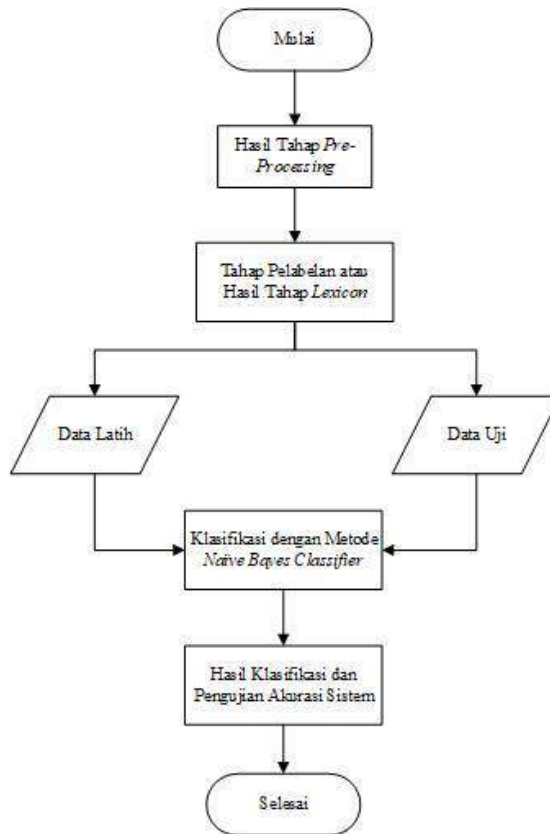 Mulai
Hasil Tahap Pre-
Processing
Tahap Pelabelan atau
Hasil Tahap Lexicon
Data Latih
Data Uji
Klasifikasi dengan Metode
Naïve Bayes Classifier
Hasil Klasifikasi dan
Pengujian Akurasi Sistem
Selesai